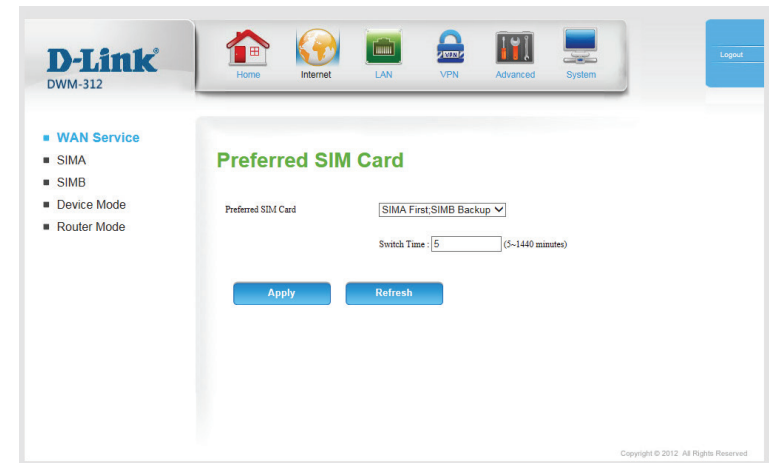 D-Link®
DWM-312
Home Internet LAN VPN Advanced System
Logout
WAN Service
SIMA
SIMB
Device Mode
Router Mode
Preferred SIM Card
Preferred SIM Card SIMA First;SIMB Backup
Switch Time : 5 (5~1440 minutes)
Apply Refresh
Copyright © 2012 All Rights Reserved